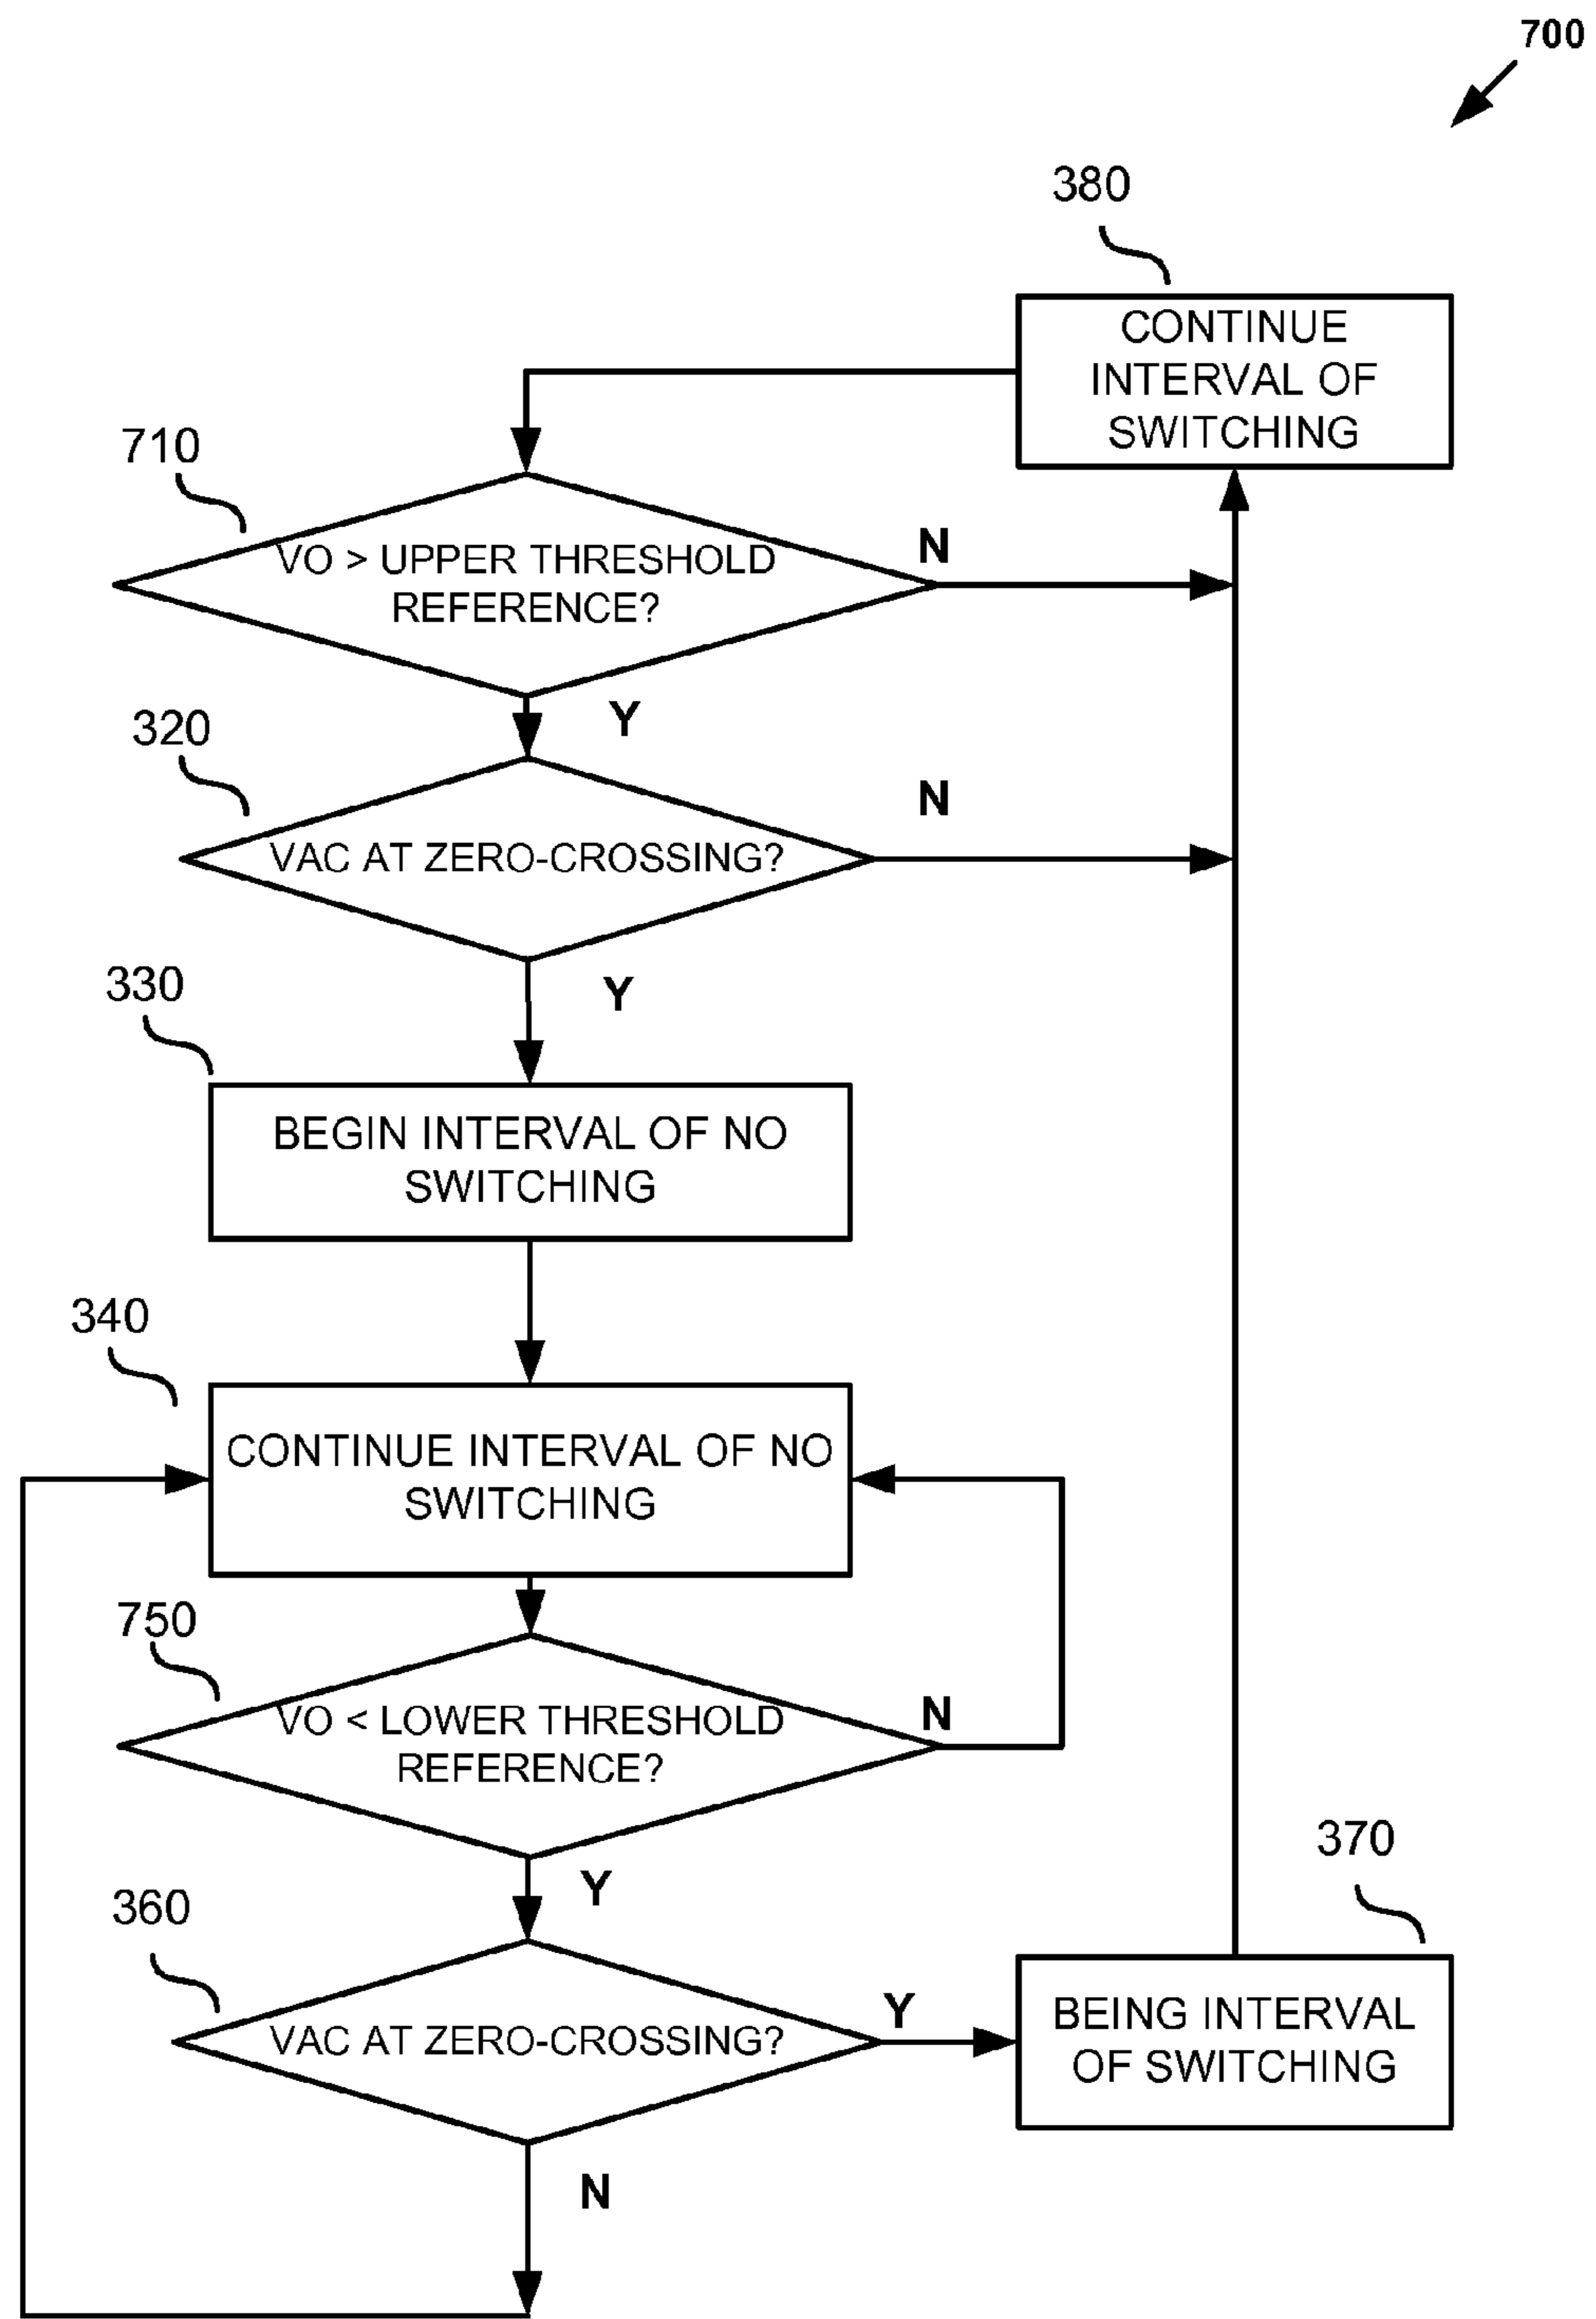 700
380
CONTINUE
INTERVAL OF
SWITCHING
710
VO > UPPER THRESHOLD
REFERENCE?
N
Y
320
VAC AT ZERO-CROSSING?
N
Y
330
BEGIN INTERVAL OF NO
SWITCHING
340
CONTINUE INTERVAL OF NO
SWITCHING
750
VO < LOWER THRESHOLD
REFERENCE?
N
Y
360
VAC AT ZERO-CROSSING?
Y
N
370
BEING INTERVAL
OF SWITCHING